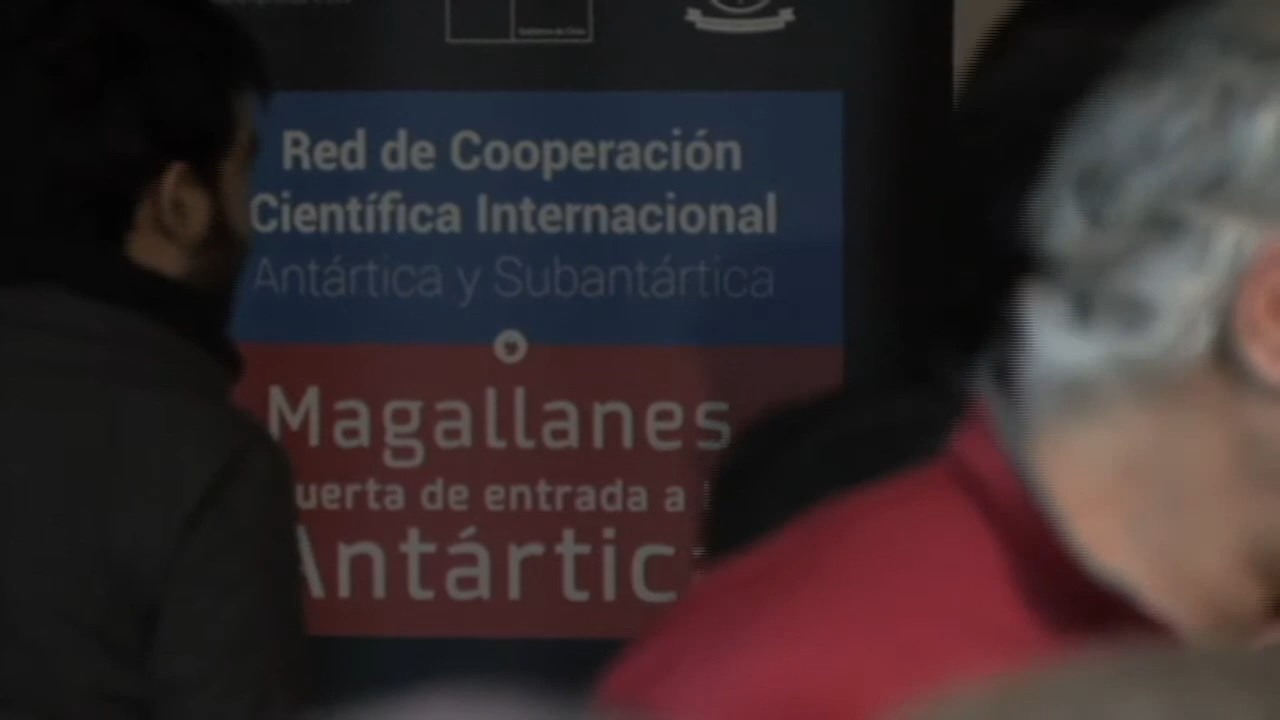 Red de Cooperación
Científica Internacional
Antártica y Subantártica
Magallanes
uerta de entrada a
Antártic